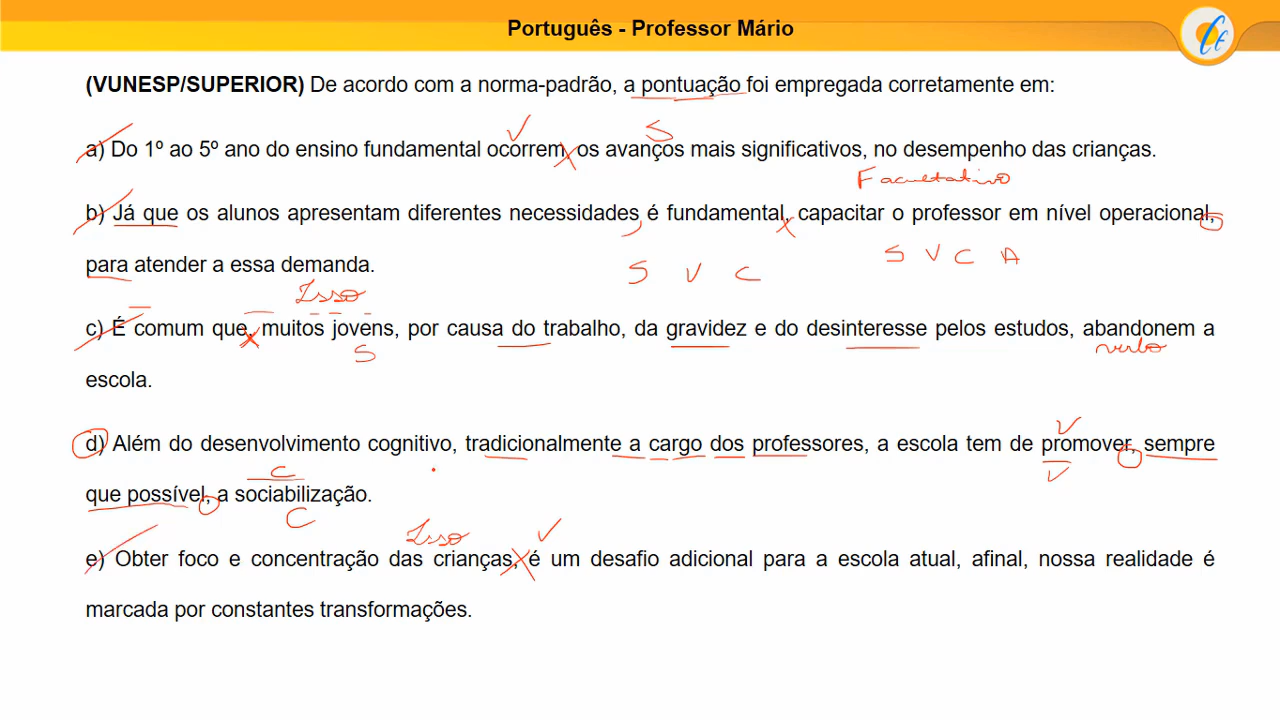 Português - Professor Mário
(VUNESP/SUPERIOR) De acordo com a norma-padrão, a pontuação foi empregada corretamente em:
V S
a) Do 1º ao 5º ano do ensino fundamental ocorrem, os avanços mais significativos, no desempenho das crianças.
Facultativo
b) Já que os alunos apresentam diferentes necessidades, é fundamental, capacitar o professor em nível operacional,
S V C A
para atender a essa demanda.
S V C
Isso
c) É comum que, muitos jovens, por causa do trabalho, da gravidez e do desinteresse pelos estudos, abandonem a
S verbo
escola.
V
d) Além do desenvolvimento cognitivo, tradicionalmente a cargo dos professores, a escola tem de promover, sempre
C V
que possível, a sociabilização.
C
Isso V
e) Obter foco e concentração das crianças, é um desafio adicional para a escola atual, afinal, nossa realidade é
marcada por constantes transformações.